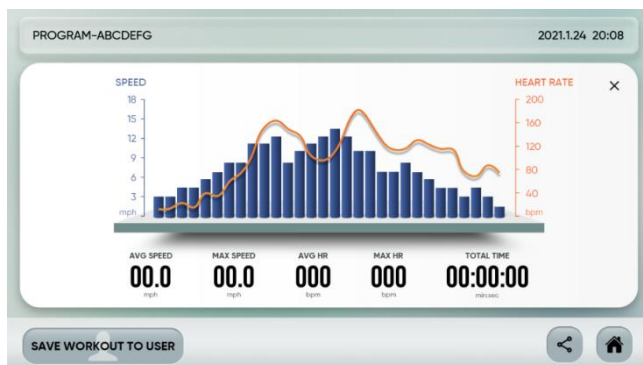 PROGRAM-ABCDEFG
2021.1.24 20:08
SPEED
HEART RATE
18
15
12
9
6
3
mph
200
160
120
80
40
bpm
AVG SPEED
00.0
mph
MAX SPEED
00.0
mph
AVG HR
000
bpm
MAX HR
000
bpm
TOTAL TIME
00:00:00
SAVE WORKOUT TO USER